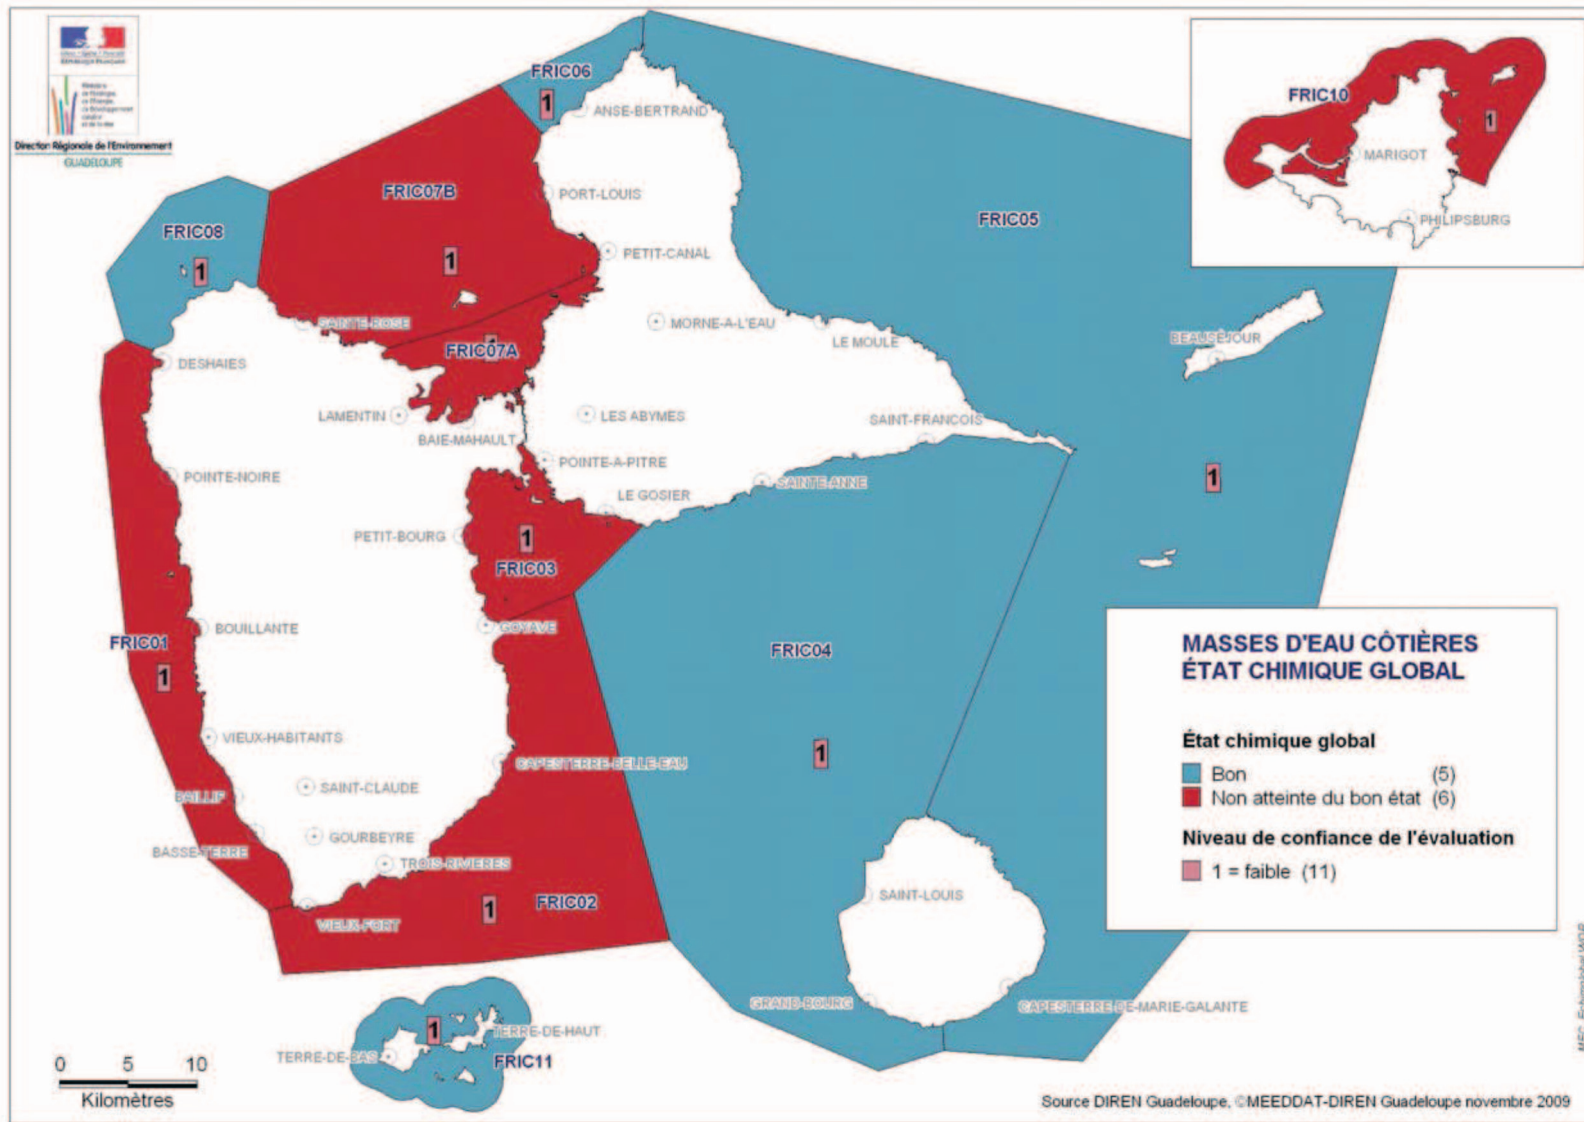 RÉPUBLIQUE FRANÇAISE
Direction Régionale de l'Environnement
GUADELOUPE
FRIC06
1
ANSE-BERTRAND
FRIC07B
PORT-LOUIS
FRIC05
FRIC08
1
1
PETIT-CANAL
SAINTE-ROSE
MORNE-A-L'EAU
LE MOULE
FRIC07A
1
DESHAIES
BEAUSÉJOUR
LAMENTIN
LES ABYMES
SAINT-FRANCOIS
BAIE-MAHAULT
POINTE-A-PITRE
POINTE-NOIRE
SAINTE-ANNE
1
LE GOSIER
PETIT-BOURG
1
FRIC03
GOYAVE
BOUILLANTE
FRIC01
1
FRIC04
VIEUX-HABITANTS
CAPESTERRE-BELLE-EAU
1
SAINT-CLAUDE
BAILLIF
GOURBEYRE
BASSE-TERRE
TROIS-RIVIERES
SAINT-LOUIS
FRIC02
1
VIEUX-FORT
GRAND-BOURG
CAPESTERRE-DE-MARIE-GALANTE
1
TERRE-DE-HAUT
TERRE-DE-BAS
FRIC11
FRIC10
1
MARIGOT
PHILIPSBURG
MASSES D'EAU CÔTIÈRES
ÉTAT CHIMIQUE GLOBAL
État chimique global
Bon (5)
Non atteinte du bon état (6)
Niveau de confiance de l'évaluation
1 = faible (11)
0 5 10
Kilomètres
Source DIREN Guadeloupe, ©MEEDDAT-DIREN Guadeloupe novembre 2009